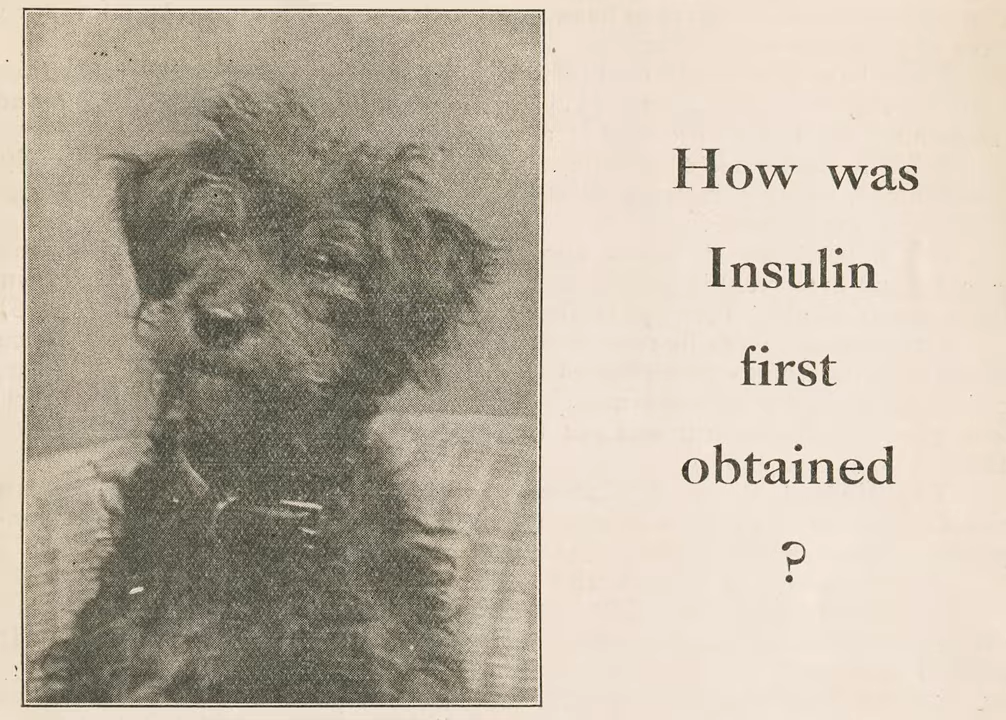 How was
Insulin
first
obtained
?